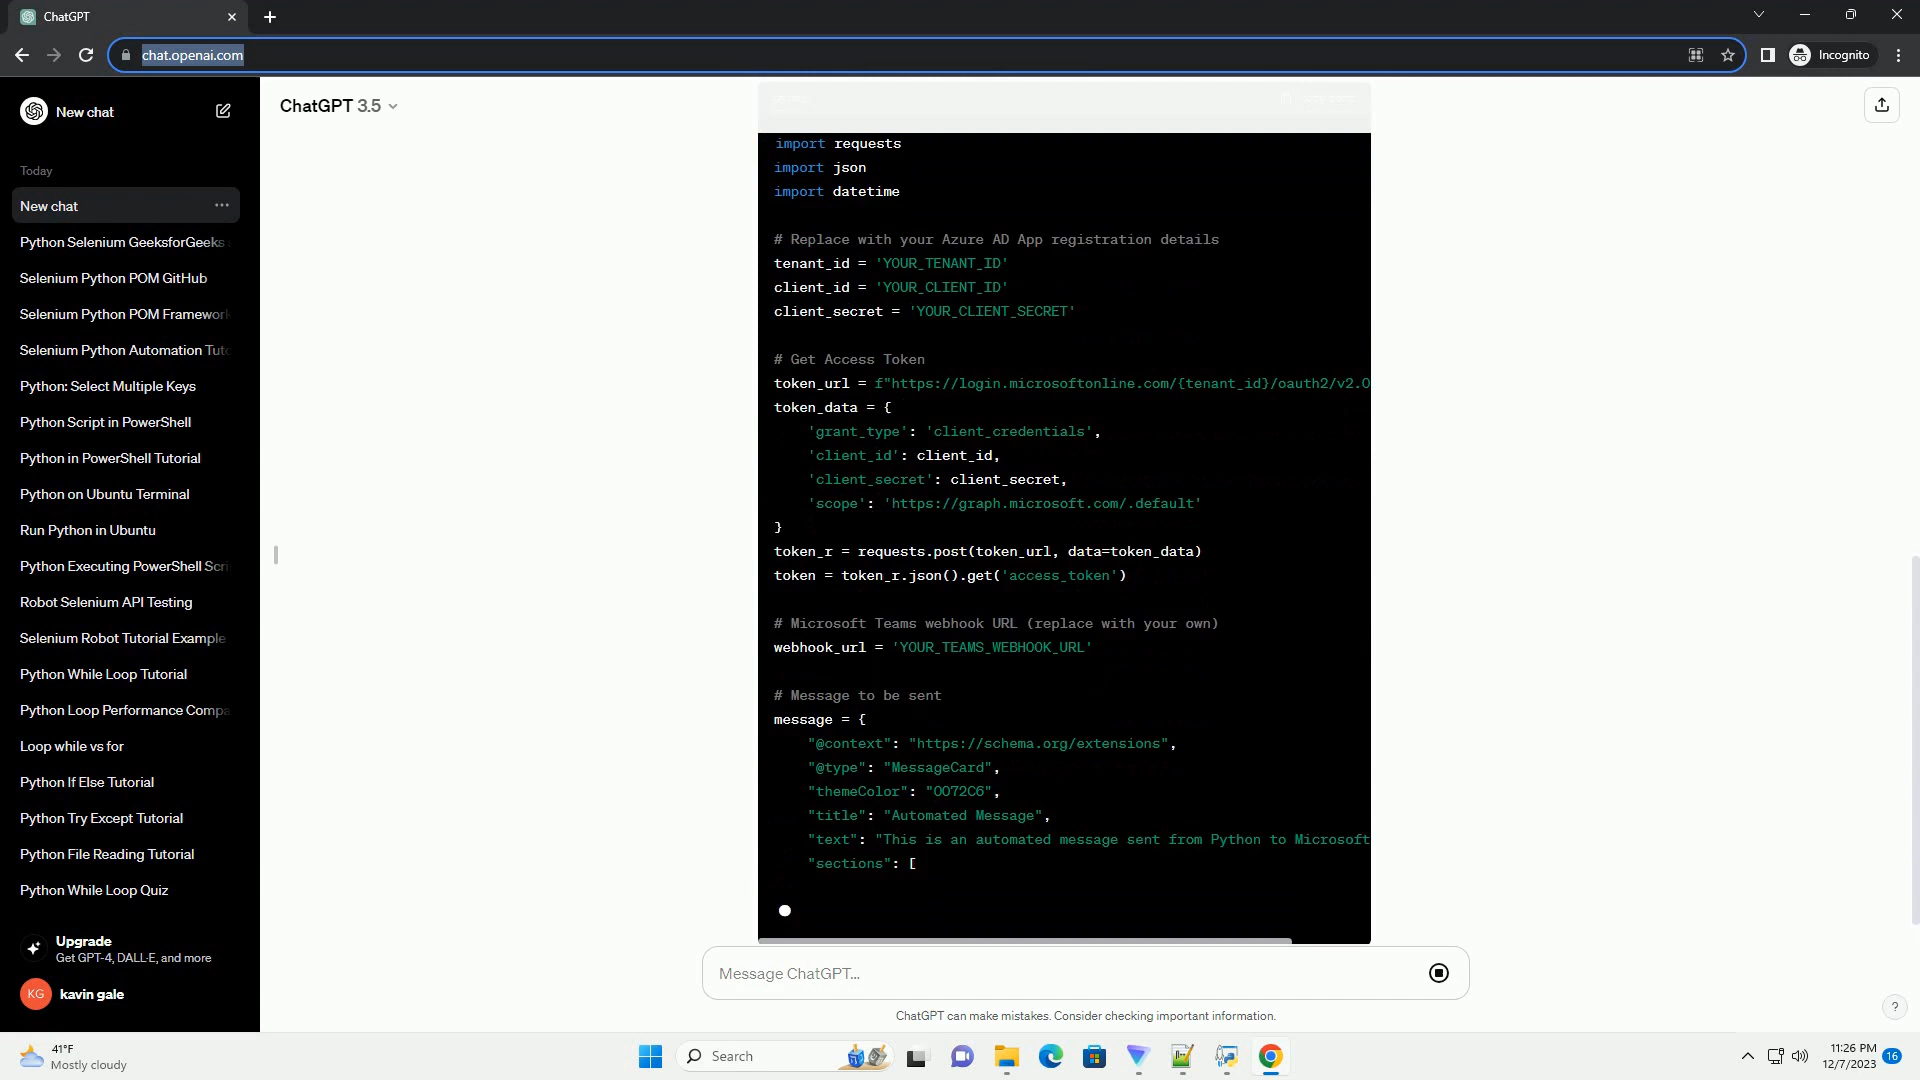 ChatGPT
chat.openai.com
Incognito
New chat
Today
New chat
Python Selenium GeeksforGeeks
Selenium Python POM GitHub
Selenium Python POM Framewor
Selenium Python Automation Tuto
Python: Select Multiple Keys
Python Script in PowerShell
Python in PowerShell Tutorial
Python on Ubuntu Terminal
Run Python in Ubuntu
Python Executing PowerShell Scri
Robot Selenium API Testing
Selenium Robot Tutorial Example
Python While Loop Tutorial
Python Loop Performance Compa
Loop while vs for
Python If Else Tutorial
Python Try Except Tutorial
Python File Reading Tutorial
Python While Loop Quiz
Upgrade
Get GPT-4, DALL·E, and more
KG
kavin gale
ChatGPT 3.5
import requests
import json
import datetime
# Replace with your Azure AD App registration details
tenant_id = 'YOUR_TENANT_ID'
client_id = 'YOUR_CLIENT_ID'
client_secret = 'YOUR_CLIENT_SECRET'
# Get Access Token
token_url = f"https://login.microsoftonline.com/{tenant_id}/oauth2/v2.0
token_data = {
'grant_type': 'client_credentials',
'client_id': client_id,
'client_secret': client_secret,
'scope': 'https://graph.microsoft.com/.default'
}
token_r = requests.post(token_url, data=token_data)
token = token_r.json().get('access_token')
# Microsoft Teams webhook URL (replace with your own)
webhook_url = 'YOUR_TEAMS_WEBHOOK_URL'
# Message to be sent
message = {
"@context": "https://schema.org/extensions",
"@type": "MessageCard",
"themeColor": "0072C6",
"title": "Automated Message",
"text": "This is an automated message sent from Python to Microsoft
"sections": [
Message ChatGPT...
ChatGPT can make mistakes. Consider checking important information.
?
41°F
Mostly cloudy
Search
11:26 PM
12/7/2023
16